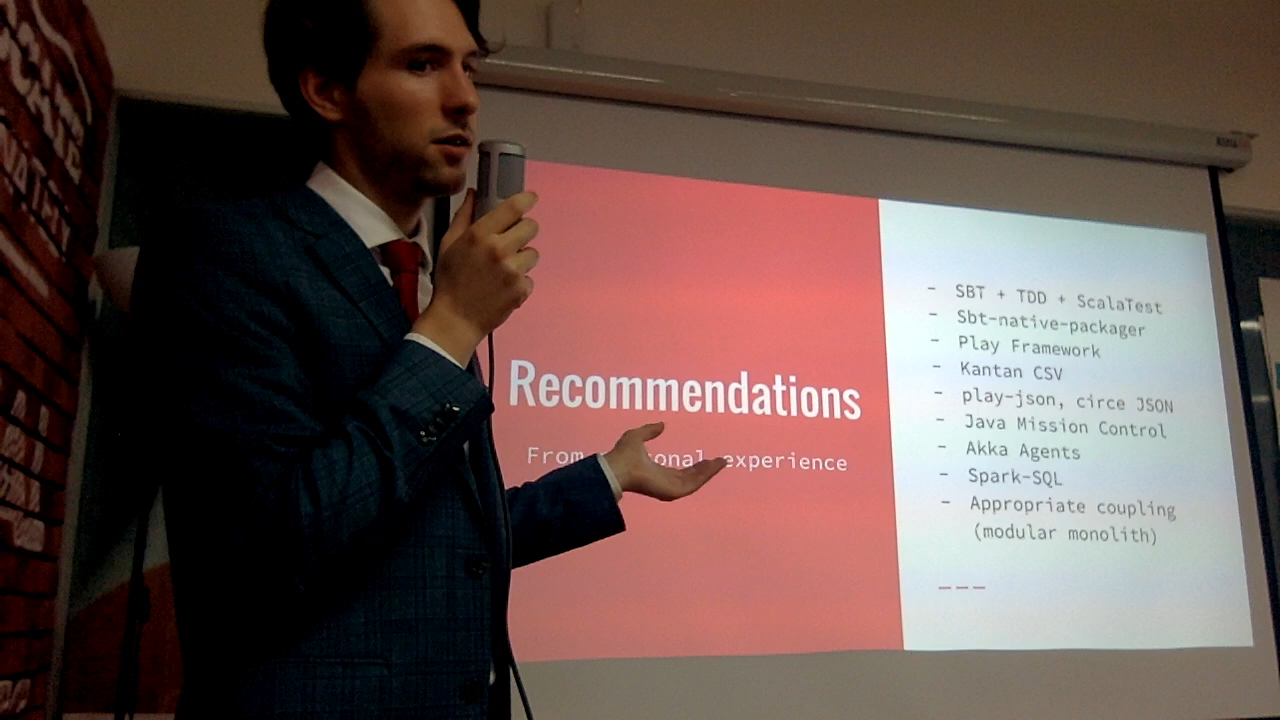 Recommendations
From onal experience
- SBT + TDD + ScalaTest
- Sbt-native-packager
- Play Framework
- Kantan CSV
- play-json, circe JSON
- Java Mission Control
- Akka Agents
- Spark-SQL
- Appropriate coupling
(modular monolith)